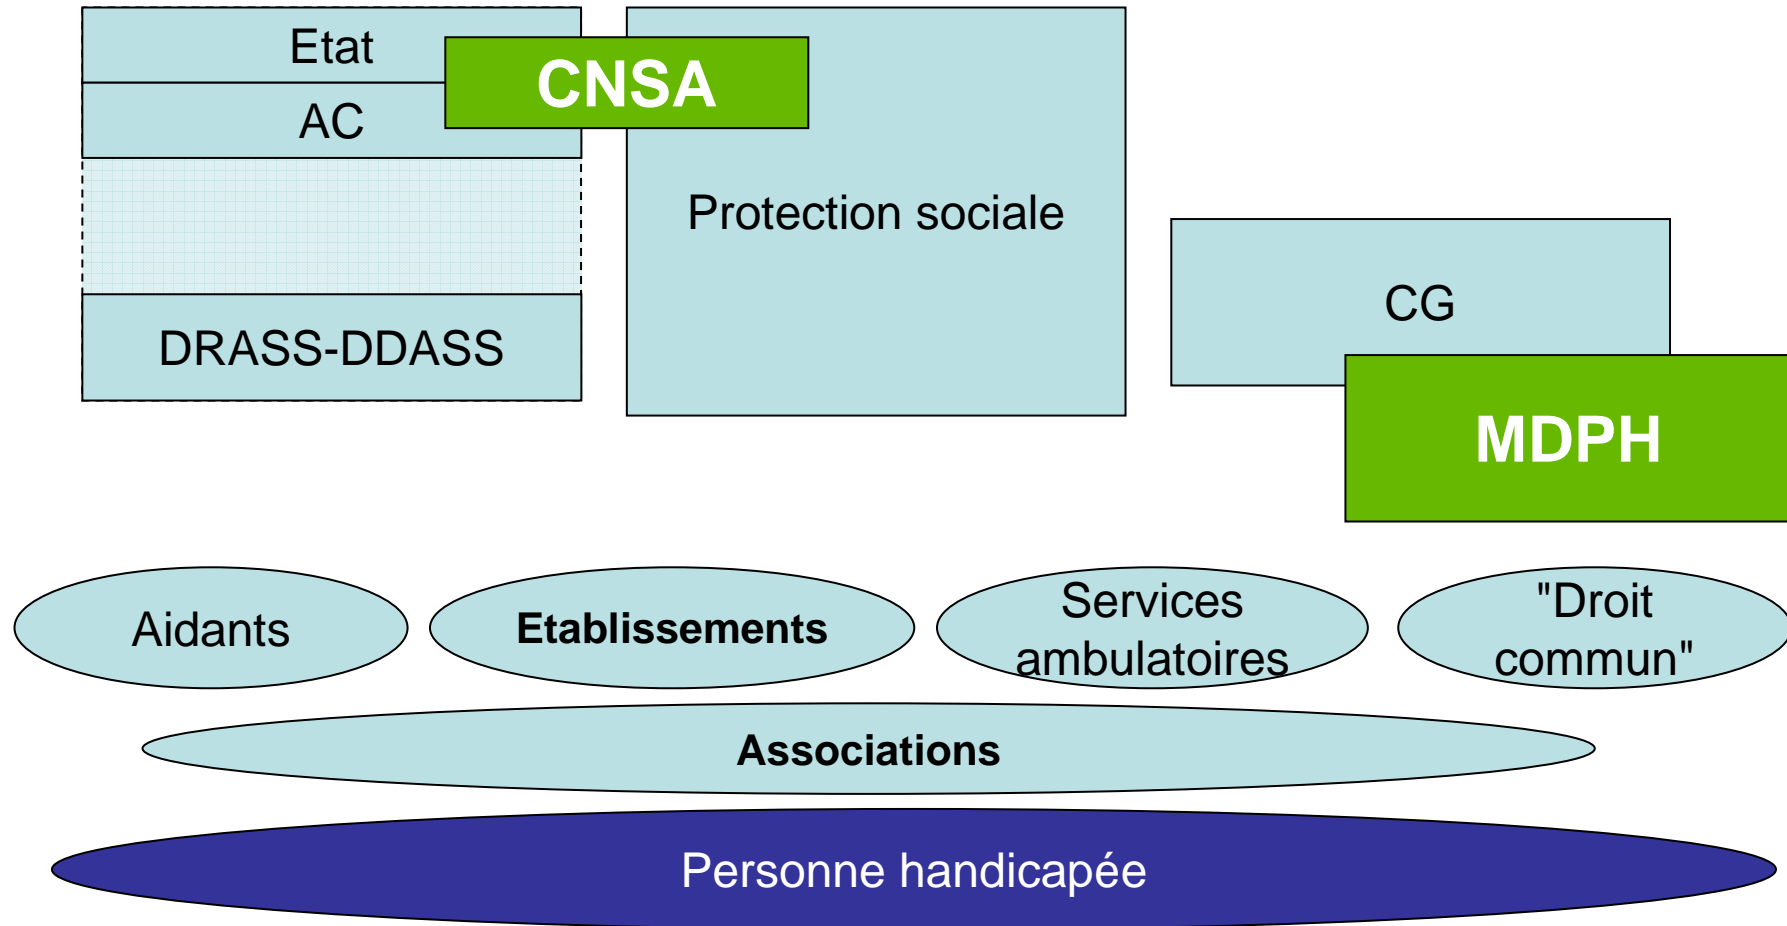 Etat
CNSA
AC
Protection sociale
DRASS-DDASS
CG
MDPH
Aidants
Etablissements
Services
ambulatoires
"Droit
commun"
Associations
Personne handicapée